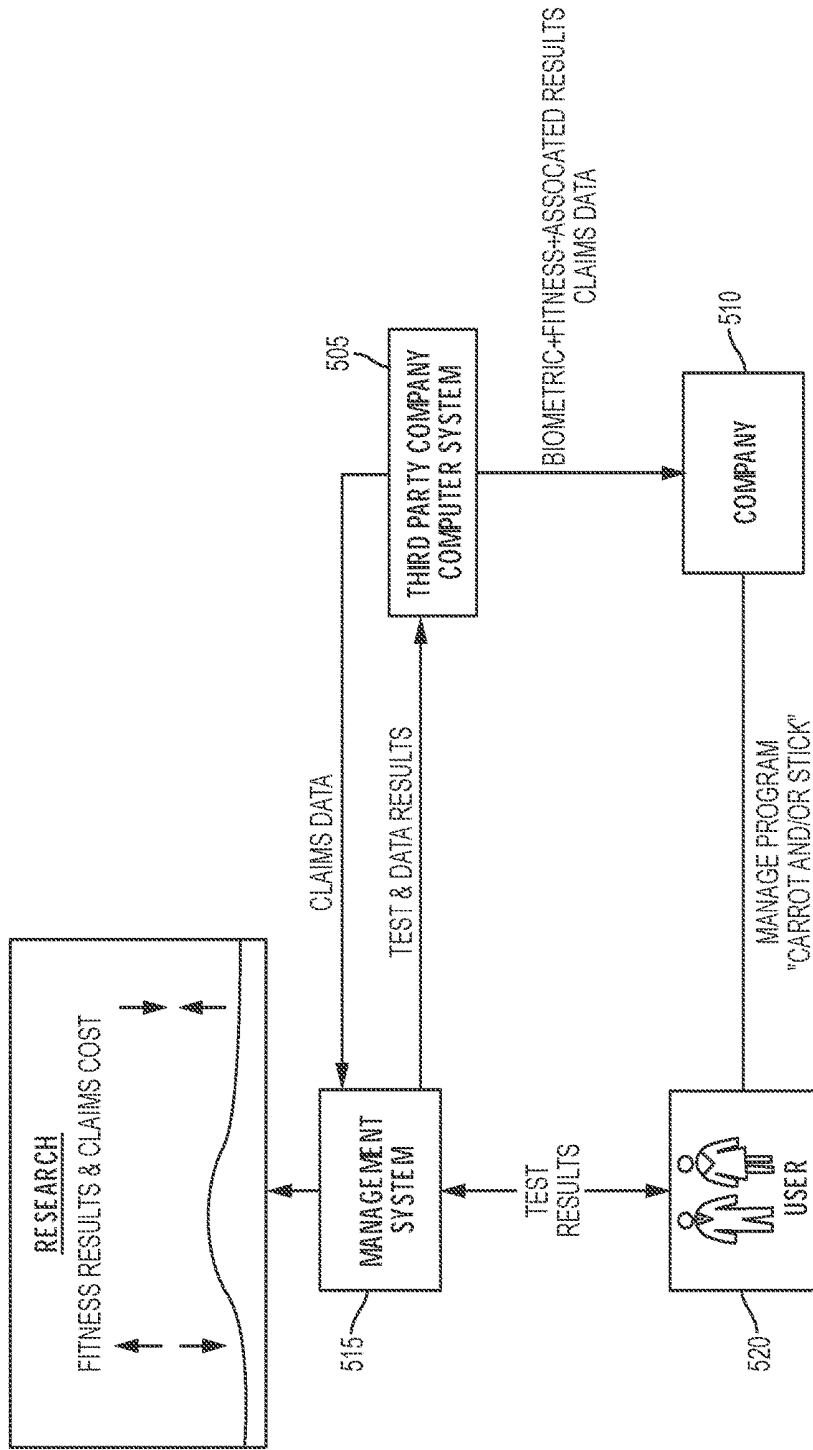 RESEARCH
FITNESS RESULTS & CLAIMS COST
MANAGEMENT
SYSTEM
515
CLAIMS DATA
TEST & DATA RESULTS
505
THIRD PARTY COMPANY
COMPUTER SYSTEM
BIOMETRIC+FITNESS+ASSOCATED RESULTS
CLAIMS DATA
TEST
RESULTS
USER
520
MANAGE PROGRAM
"CARROT AND/OR STICK"
COMPANY
510